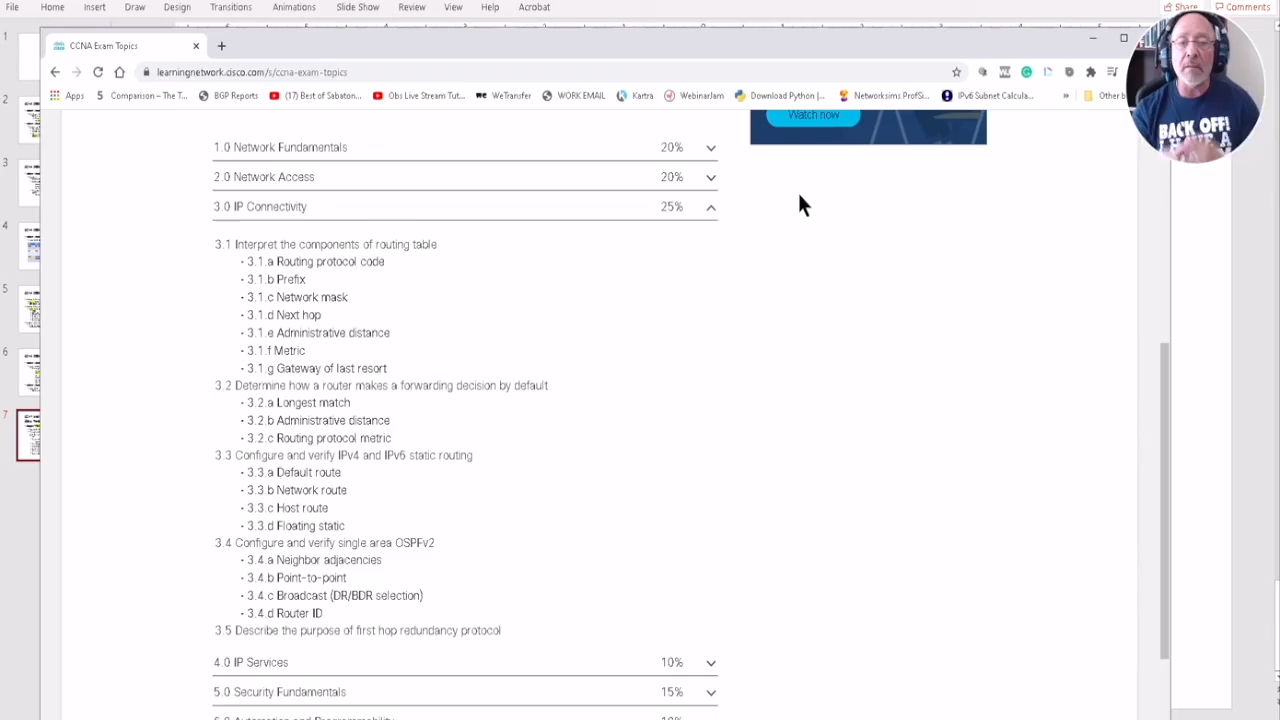 File Home Insert Draw Design Transitions Animations Slide Show Review View Help Acrobat Share Comments
CCNA Exam Topics
learningnetwork.cisco.com/s/ccna-exam-topics
Apps Comparison – The T... BGP Reports (17) Best of Sabaton... Obs Live Stream Tut... WeTransfer WORK EMAIL Kartra WebinarJam Download Python |... Networksims ProfSi... IPv6 Subnet Calcula... » Other b
Watch now
1.0 Network Fundamentals 20%
2.0 Network Access 20%
3.0 IP Connectivity 25%
3.1 Interpret the components of routing table
· 3.1.a Routing protocol code
· 3.1.b Prefix
· 3.1.c Network mask
· 3.1.d Next hop
· 3.1.e Administrative distance
· 3.1.f Metric
· 3.1.g Gateway of last resort
3.2 Determine how a router makes a forwarding decision by default
· 3.2.a Longest match
· 3.2.b Administrative distance
· 3.2.c Routing protocol metric
3.3 Configure and verify IPv4 and IPv6 static routing
· 3.3.a Default route
· 3.3.b Network route
· 3.3.c Host route
· 3.3.d Floating static
3.4 Configure and verify single area OSPFv2
· 3.4.a Neighbor adjacencies
· 3.4.b Point-to-point
· 3.4.c Broadcast (DR/BDR selection)
· 3.4.d Router ID
3.5 Describe the purpose of first hop redundancy protocol
4.0 IP Services 10%
5.0 Security Fundamentals 15%
1
2
3
4
5
6
7
BACK OFF!
I HAVE A